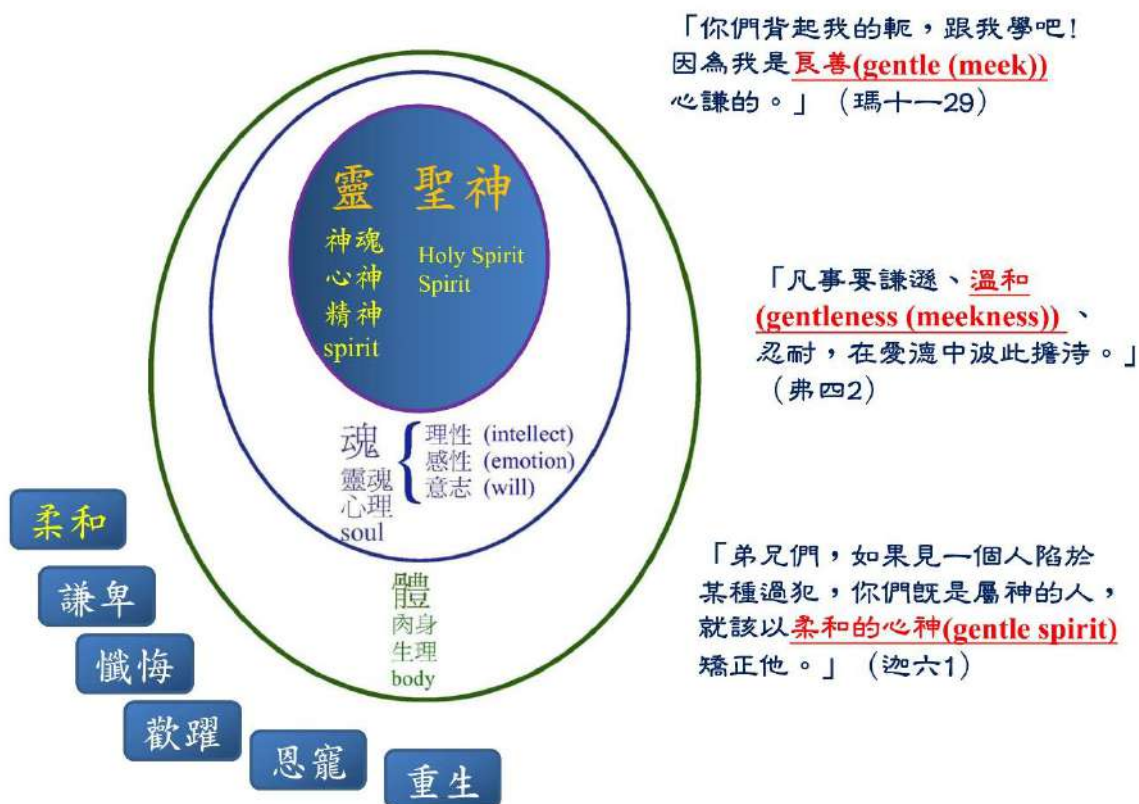 「你們背起我的軛，跟我學吧!
因為我是良善(gentle (meek))
心謙的。」（瑪十一29）
靈 聖神
神魂
心神
精神
spirit
Holy Spirit
Spirit
「凡事要謙遜、溫和
(gentleness (meekness)) 、
忍耐，在愛德中彼此擔待。」
（弗四2）
魂
靈魂
心理
soul
理性 (intellect)
感性 (emotion)
意志 (will)
「弟兄們，如果見一個人陷於
某種過犯，你們既是屬神的人，
就該以柔和的心神(gentle spirit)
矯正他。」（迦六1）
體
肉身
生理
body
柔和
謙卑
懺悔
歡躍
恩寵
重生